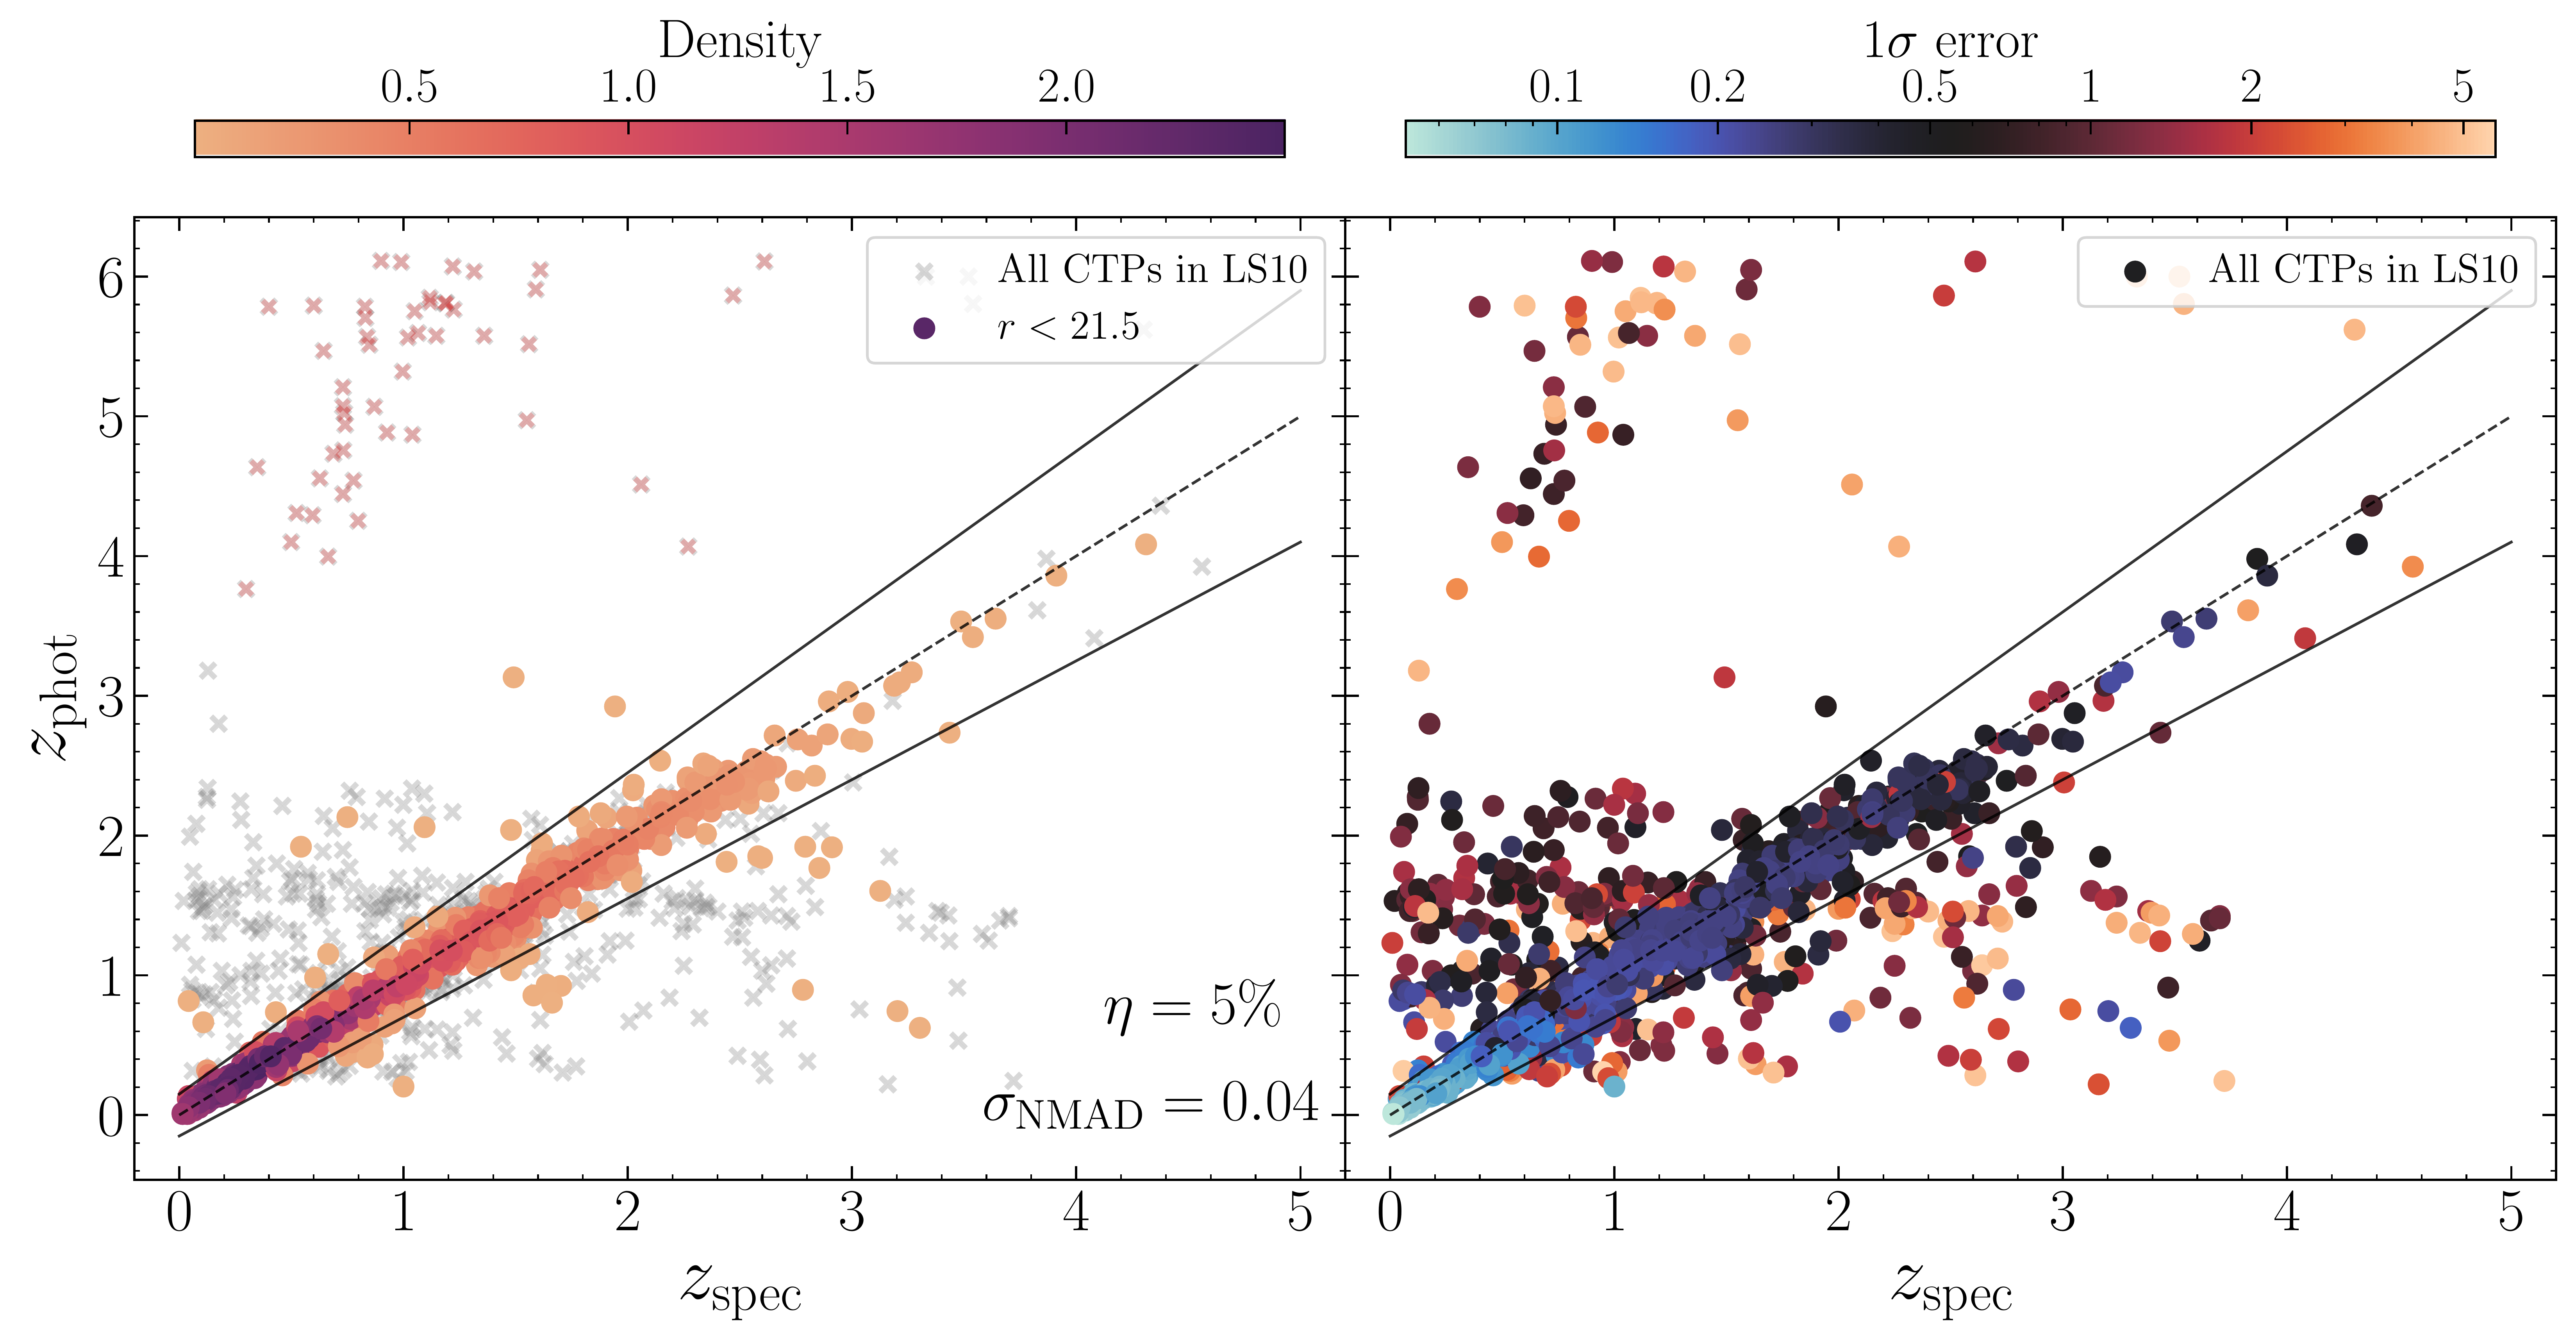 Density
0.5 1.0 1.5 2.0
1σ error
0.1 0.2 0.5 1 2 5
z_phot
6
5
4
3
2
1
0
All CTPs in LS10
r < 21.5
η = 5%
σ_NMAD = 0.04
0 1 2 3 4 5
z_spec
All CTPs in LS10
0 1 2 3 4 5
z_spec